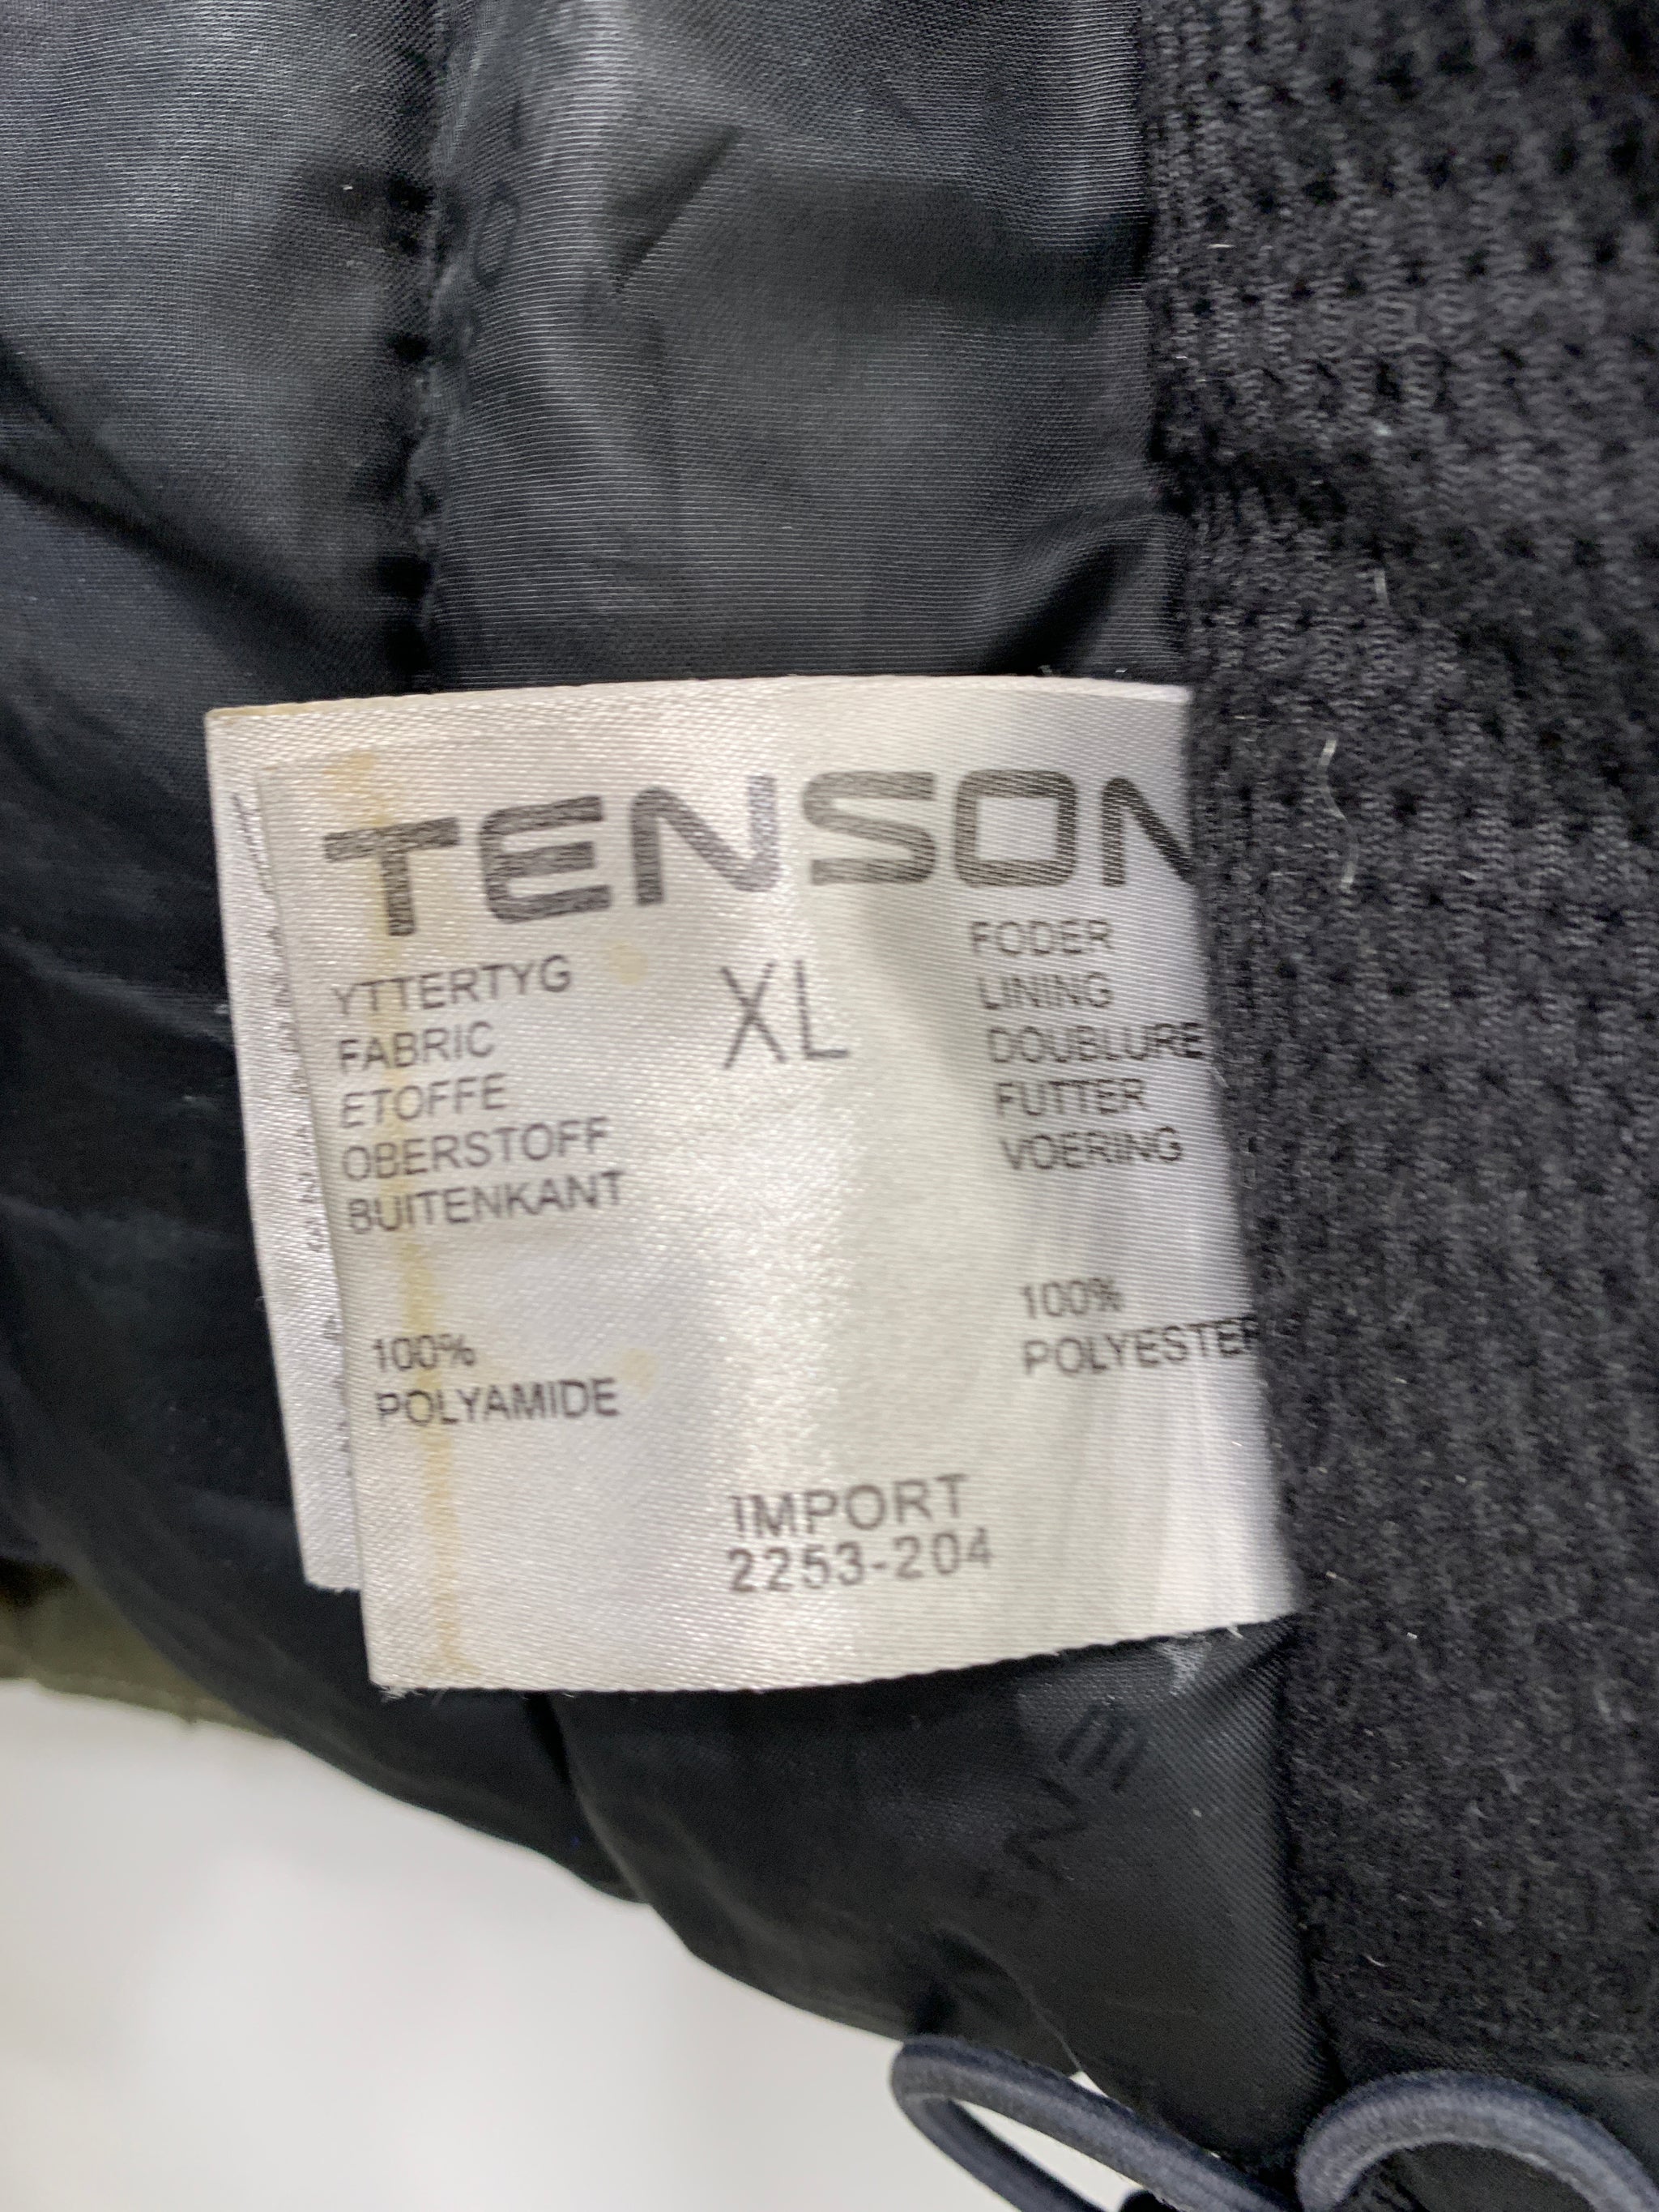 TENSON
XL
YTTERTYG
FABRIC
ETOFFE
OBERSTOFF
BUITENKANT
100%
POLYAMIDE
FODER
LINING
DOUBLURE
FUTTER
VOERING
100%
POLYESTER
IMPORT
2253-204